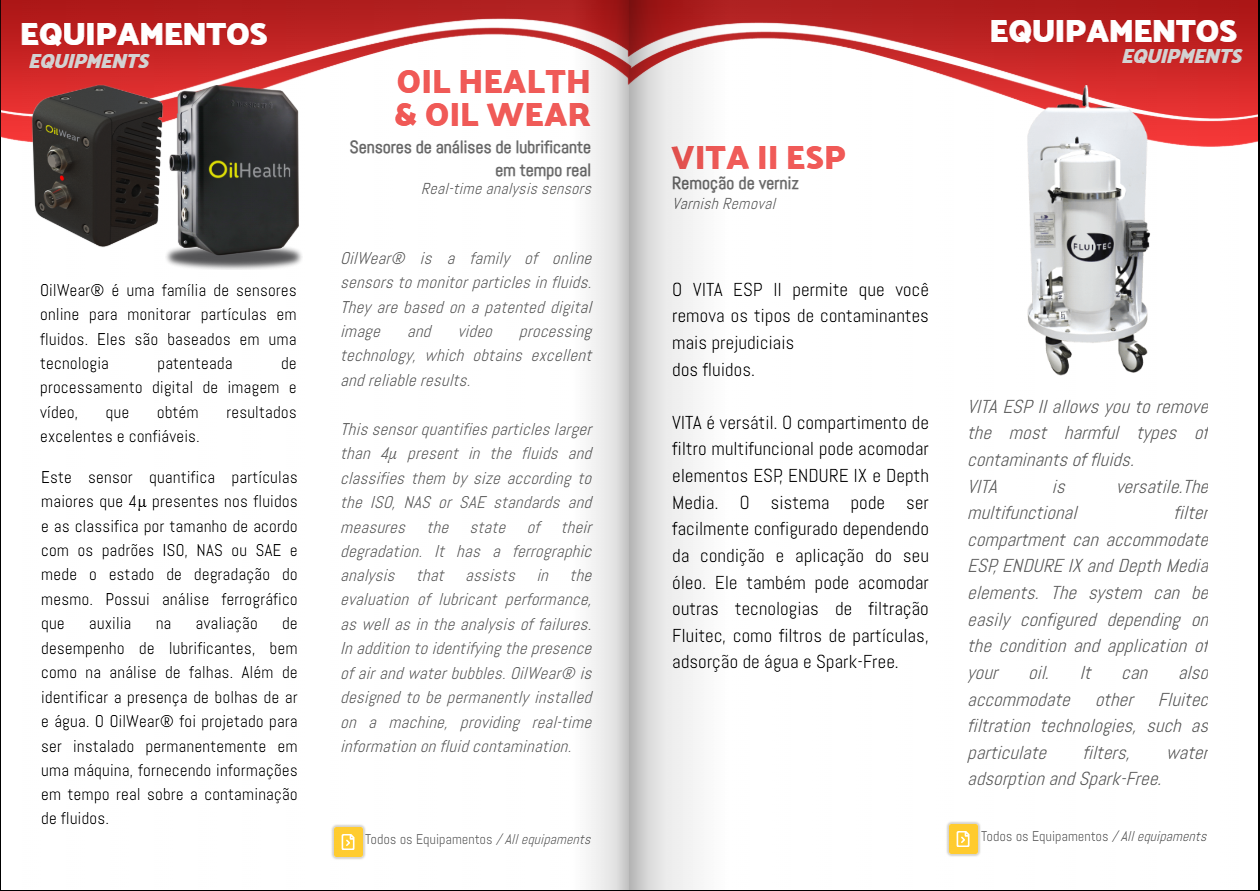 EQUIPAMENTOS
EQUIPMENTS
OilWear
OilHealth
OIL HEALTH
& OIL WEAR
Sensores de análises de lubrificante
em tempo real
Real-time analysis sensors
OilWear® é uma família de sensores
online para monitorar partículas em
fluidos. Eles são baseados em uma
tecnologia patenteada de
processamento digital de imagem e
vídeo, que obtém resultados
excelentes e confiáveis.
Este sensor quantifica partículas
maiores que 4μ presentes nos fluidos
e as classifica por tamanho de acordo
com os padrões ISO, NAS ou SAE e
mede o estado de degradação do
mesmo. Possui análise ferrográfico
que auxilia na avaliação de
desempenho de lubrificantes, bem
como na análise de falhas. Além de
identificar a presença de bolhas de ar
e água. O OilWear® foi projetado para
ser instalado permanentemente em
uma máquina, fornecendo informações
em tempo real sobre a contaminação
de fluidos.
OilWear® is a family of online
sensors to monitor particles in fluids.
They are based on a patented digital
image and video processing
technology, which obtains excellent
and reliable results.
This sensor quantifies particles larger
than 4μ present in the fluids and
classifies them by size according to
the ISO, NAS or SAE standards and
measures the state of their
degradation. It has a ferrographic
analysis that assists in the
evaluation of lubricant performance,
as well as in the analysis of failures.
In addition to identifying the presence
of air and water bubbles. OilWear® is
designed to be permanently installed
on a machine, providing real-time
information on fluid contamination.
Todos os Equipamentos / All equipaments
EQUIPAMENTOS
EQUIPMENTS
VITA II ESP
Remoção de verniz
Varnish Removal
FLUITEC
O VITA ESP II permite que você
remova os tipos de contaminantes
mais prejudiciais
dos fluidos.
VITA é versátil. O compartimento de
filtro multifuncional pode acomodar
elementos ESP, ENDURE IX e Depth
Media. O sistema pode ser
facilmente configurado dependendo
da condição e aplicação do seu
óleo. Ele também pode acomodar
outras tecnologias de filtração
Fluitec, como filtros de partículas,
adsorção de água e Spark-Free.
VITA ESP II allows you to remove
the most harmful types of
contaminants of fluids.
VITA is versatile.The
multifunctional filter
compartment can accommodate
ESP, ENDURE IX and Depth Media
elements. The system can be
easily configured depending on
the condition and application of
your oil. It can also
accommodate other Fluitec
filtration technologies, such as
particulate filters, water
adsorption and Spark-Free.
Todos os Equipamentos / All equipaments